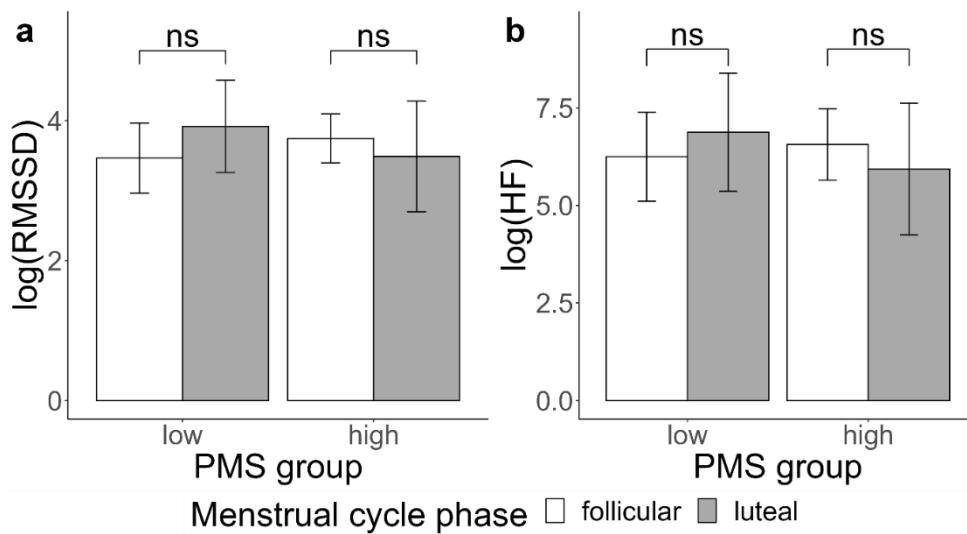 a
ns
ns
log(RMSSD)
4
2
0
low
high
PMS group
b
ns
ns
log(HF)
7.5
5.0
2.5
0.0
low
high
PMS group
Menstrual cycle phase follicular luteal